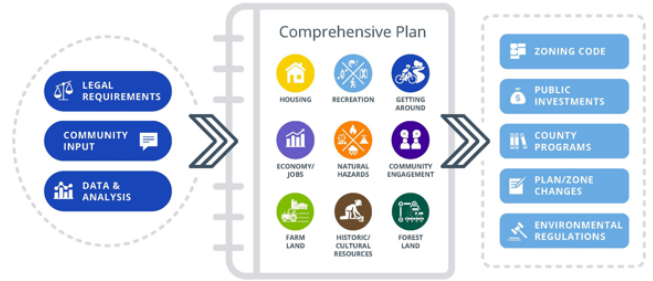 LEGAL
REQUIREMENTS
COMMUNITY
INPUT
DATA &
ANALYSIS
Comprehensive Plan
HOUSING
RECREATION
GETTING
AROUND
ECONOMY/
JOBS
NATURAL
HAZARDS
COMMUNITY
ENGAGEMENT
FARM
LAND
HISTORIC/
CULTURAL
RESOURCES
FOREST
LAND
ZONING CODE
PUBLIC
INVESTMENTS
COUNTY
PROGRAMS
PLAN/ZONE
CHANGES
ENVIRONMENTAL
REGULATIONS